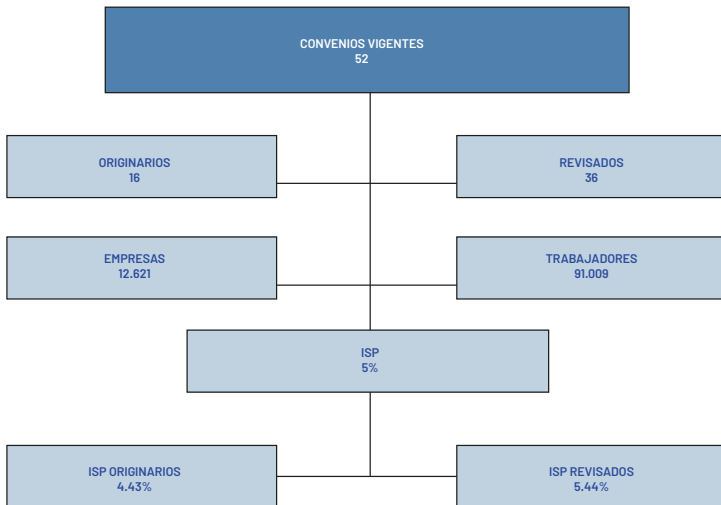 CONVENIOS VIGENTES
52
ORIGINARIOS
16
REVISADOS
36
EMPRESAS
12.621
TRABAJADORES
91.009
ISP
5%
ISP ORIGINARIOS
4.43%
ISP REVISADOS
5.44%